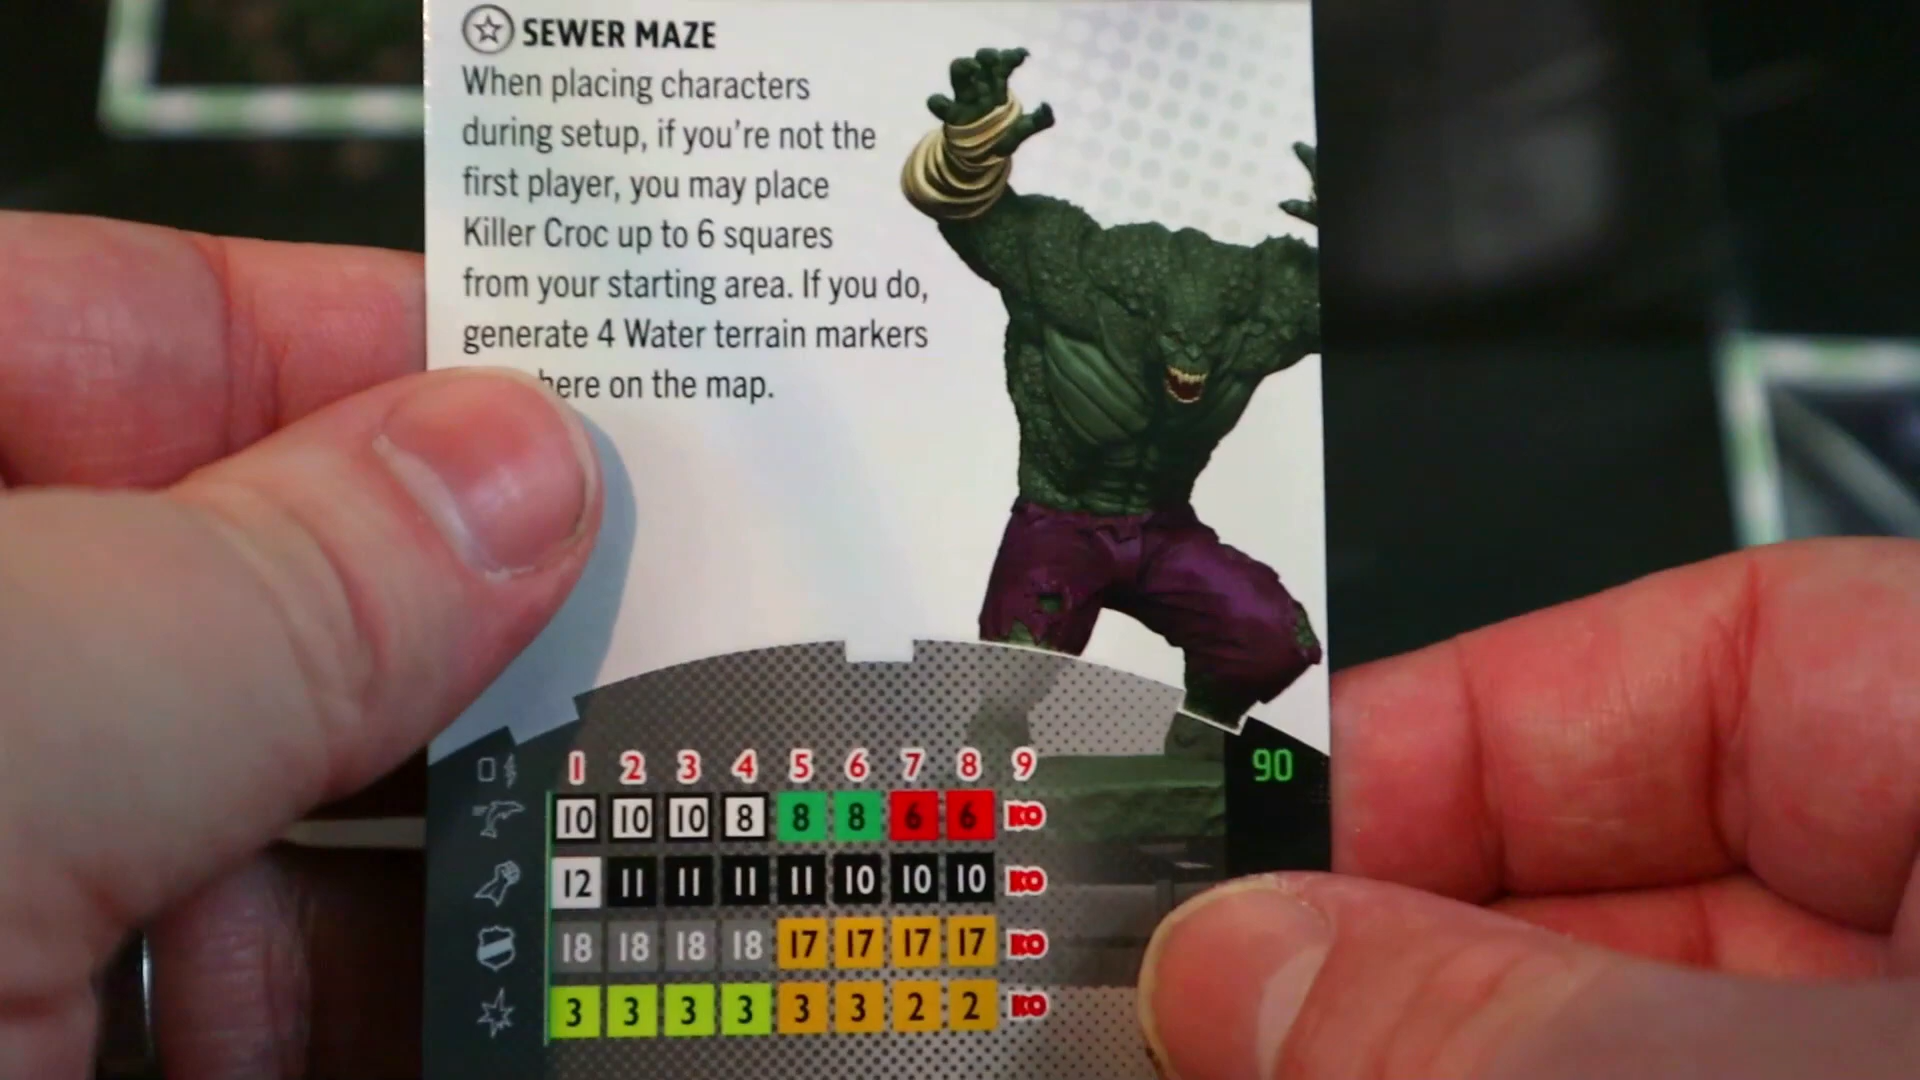 SEWER MAZE
When placing characters
during setup, if you're not the
first player, you may place
Killer Croc up to 6 squares
from your starting area. If you do,
generate 4 Water terrain markers
here on the map.
90
1 2 3 4 5 6 7 8 9
10 10 10 8 8 8 6 6 KO
12 11 11 11 11 10 10 10 KO
18 18 18 18 17 17 17 17 KO
3 3 3 3 3 3 2 2 KO